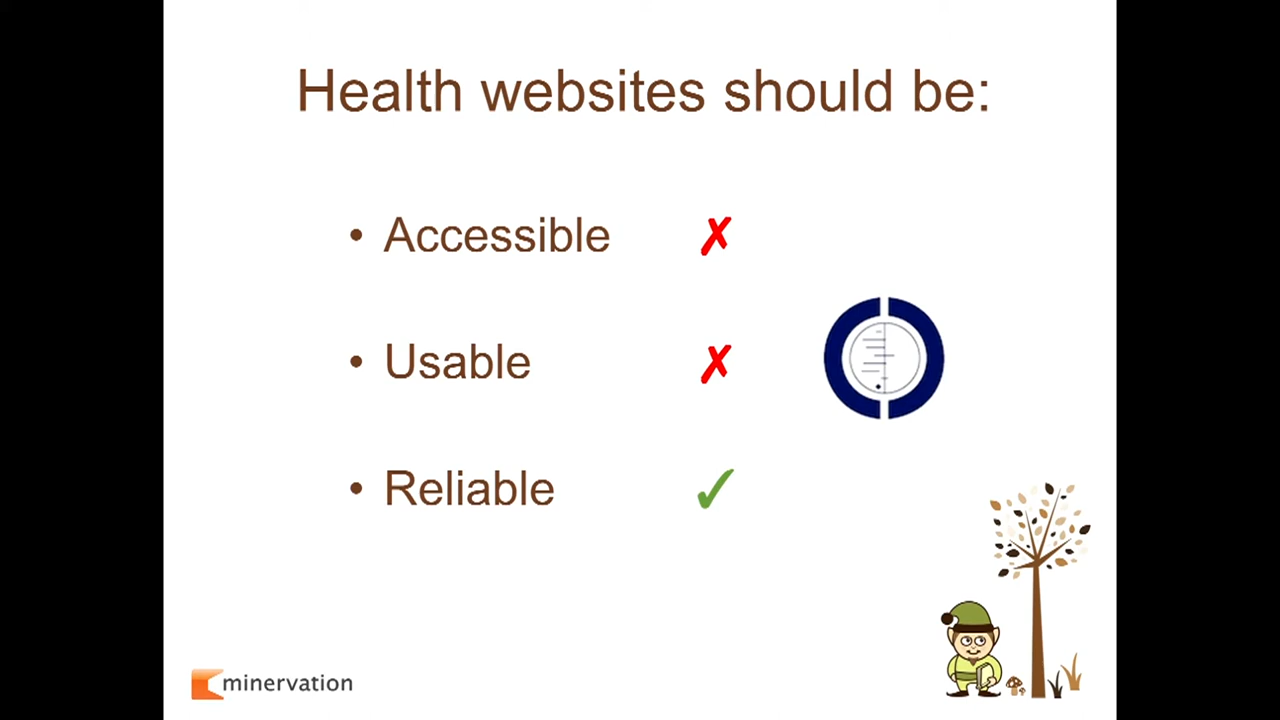 Health websites should be:
• Accessible ✗
• Usable ✗
• Reliable ✓
minervation